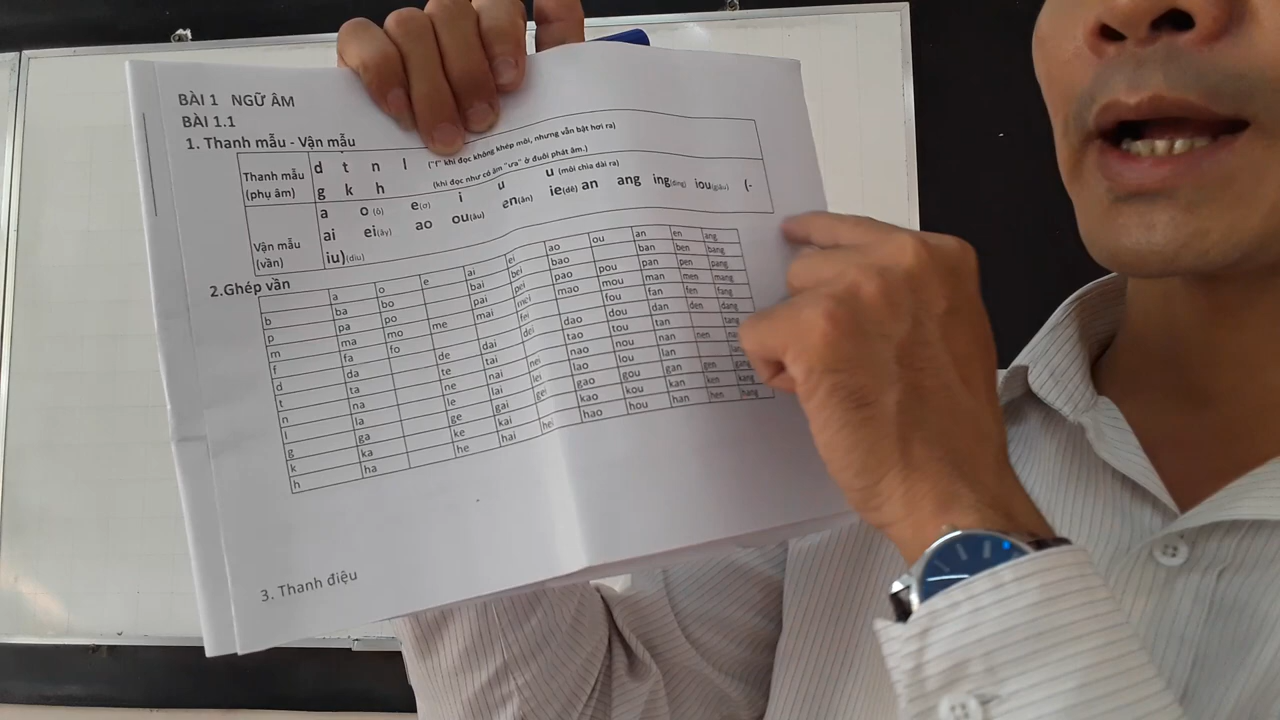 BÀI 1 NGỮ ÂM
BÀI 1.1
1. Thanh mẫu - Vận mẫu
Thanh mẫu (phụ âm) d t n l ("l" khi đọc không khép môi, nhưng vẫn bật hơi ra)
g k h (khi đọc như có âm "ưa" ở đuôi phát âm.)
Vận mẫu (vần) a o (ô) e(ơ) i u u (môi chìa dài ra)
ai ei(ây) ao ou(âu) en(ân) ie(dê) an ang ing(đing) iou(giâu) (-
iu)(diu)
2.Ghép vần
a o e ai ei ao ou an en ang
b ba bo bai bei bao ban ben bang
p pa po pai pei pao pou pan pen pang
m ma mo me mai mei mao mou man men mang
f fa fo fei fou fan fen fang
d da de dai dei dao dou dan den dang
t ta te tai tao tou tan tang
n na ne nai nei nao nou nan nen
l la le lai lei lao lou lan
g ga ge gai gei gao gou gan gen gang
k ka ke kai kao kou kan ken kang
h ha he hai hei hao hou han hen hang
3. Thanh điệu